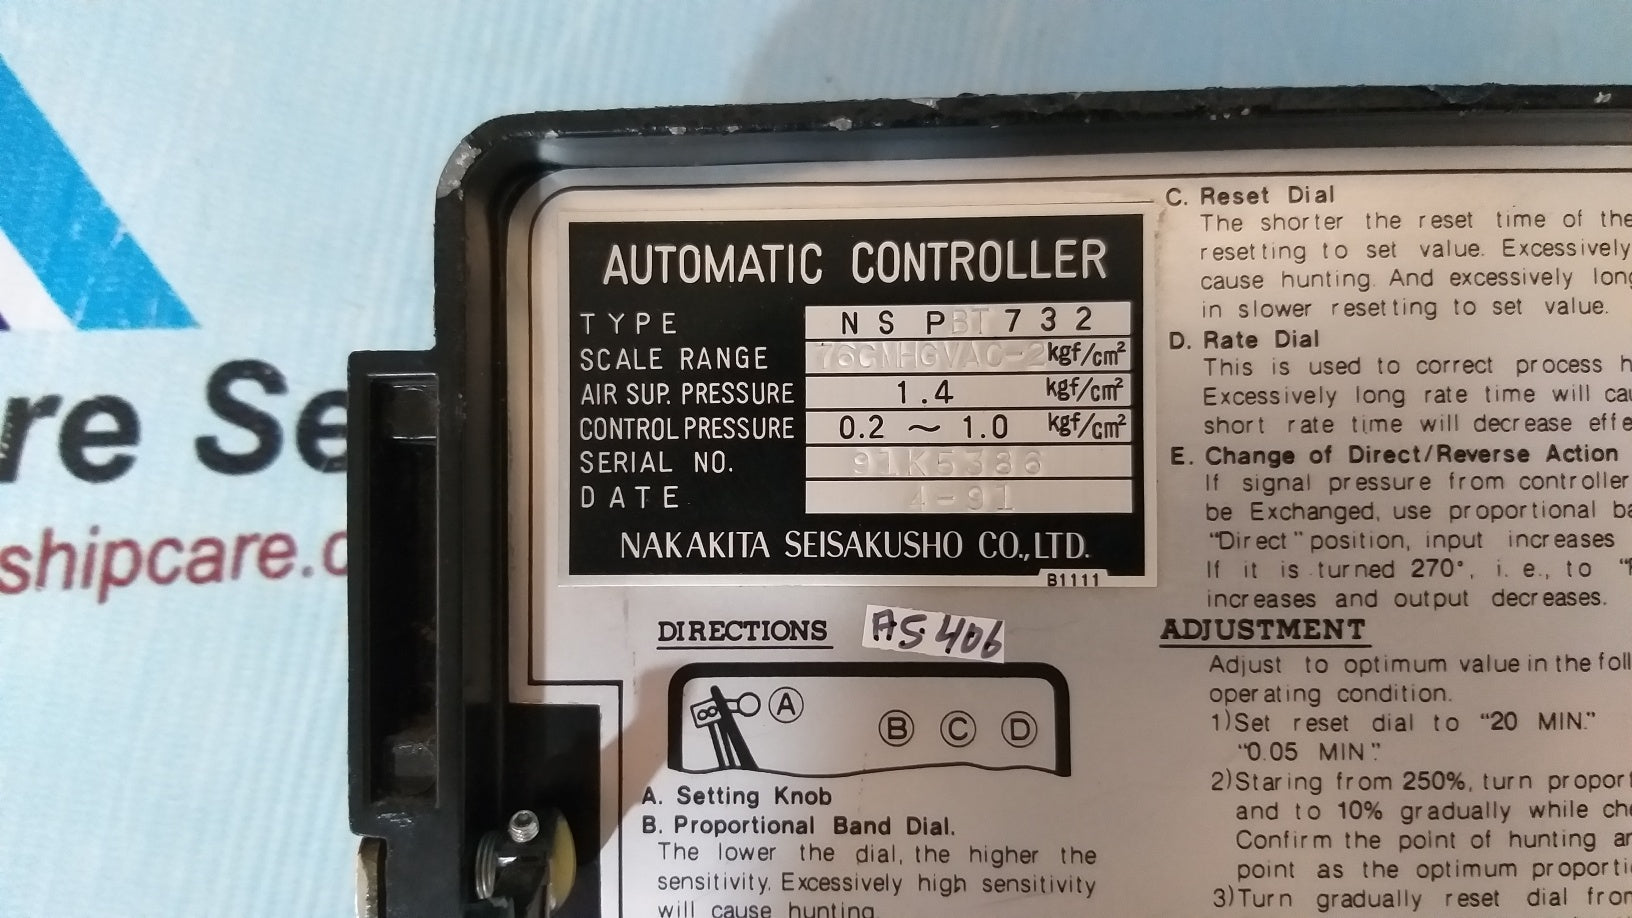 re Se
shipcare.c
AUTOMATIC CONTROLLER
TYPE NSPBT732
SCALE RANGE 76CMHGVAC-2 kgf/cm²
AIR SUP. PRESSURE 1.4 kgf/cm²
CONTROL PRESSURE 0.2 ~ 1.0 kgf/cm²
SERIAL NO. 91K5386
DATE 4-91
NAKAKITA SEISAKUSHO CO., LTD.
B1111
DIRECTIONS
AS.406
A
B C D
A. Setting Knob
B. Proportional Band Dial.
The lower the dial, the higher the
sensitivity. Excessively high sensitivity
will cause hunting.
C. Reset Dial
The shorter the reset time of the
resetting to set value. Excessively
cause hunting. And excessively long
in slower resetting to set value.
D. Rate Dial
This is used to correct process h
Excessively long rate time will cau
short rate time will decrease effe
E. Change of Direct/Reverse Action
If signal pressure from controller
be Exchanged, use proportional ba
"Direct" position, input increases
If it is turned 270°, i. e., to "
increases and output decreases.
ADJUSTMENT
Adjust to optimum value in the foll
operating condition.
1)Set reset dial to "20 MIN."
"0.05 MIN".
2)Staring from 250%, turn propor
and to 10% gradually while che
Confirm the point of hunting an
point as the optimum proporti
3)Turn gradually reset dial from